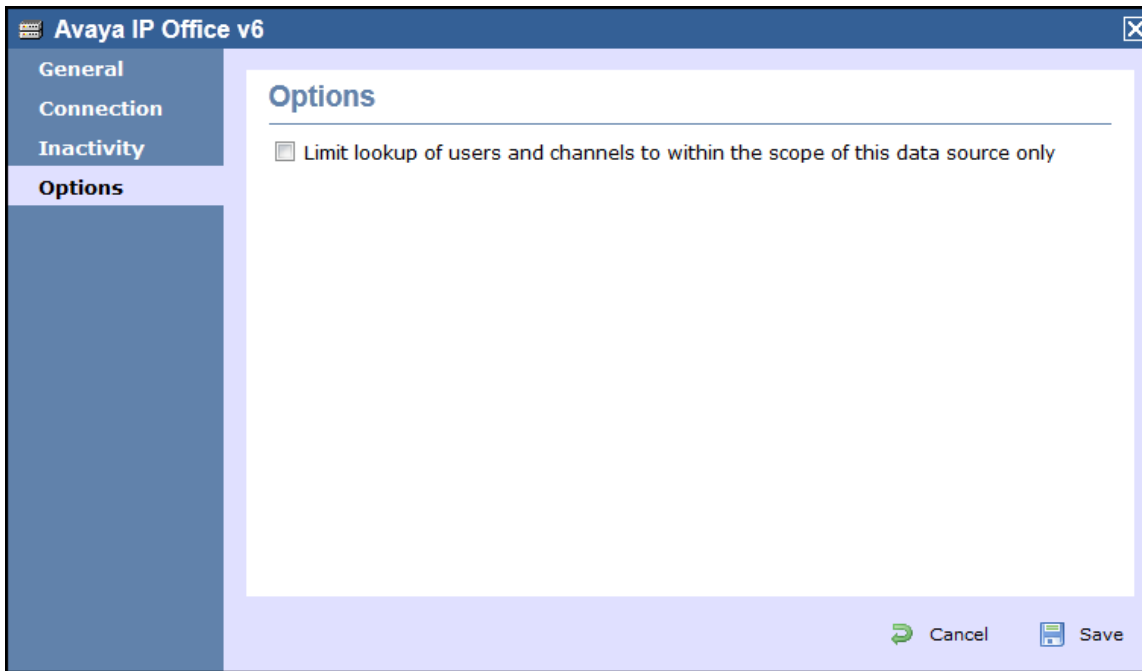 Avaya IP Office v6
General
Connection
Inactivity
Options
Options
Limit lookup of users and channels to within the scope of this data source only
Cancel
Save